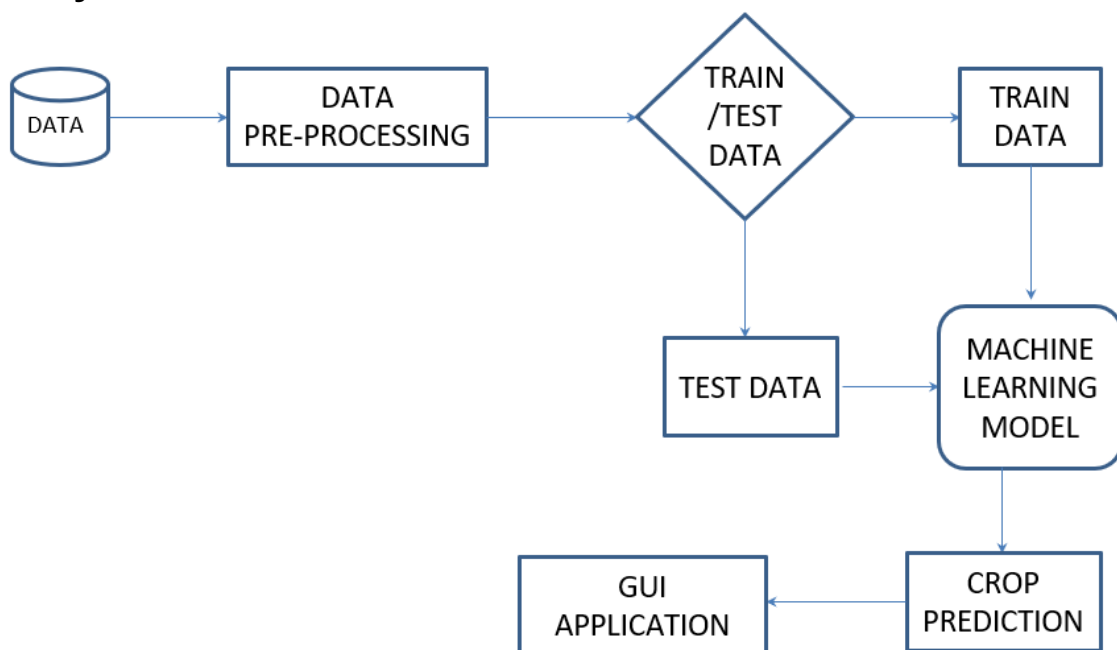 DATA
DATA
PRE-PROCESSING
TRAIN
/TEST
DATA
TRAIN
DATA
TEST DATA
MACHINE
LEARNING
MODEL
CROP
PREDICTION
GUI
APPLICATION